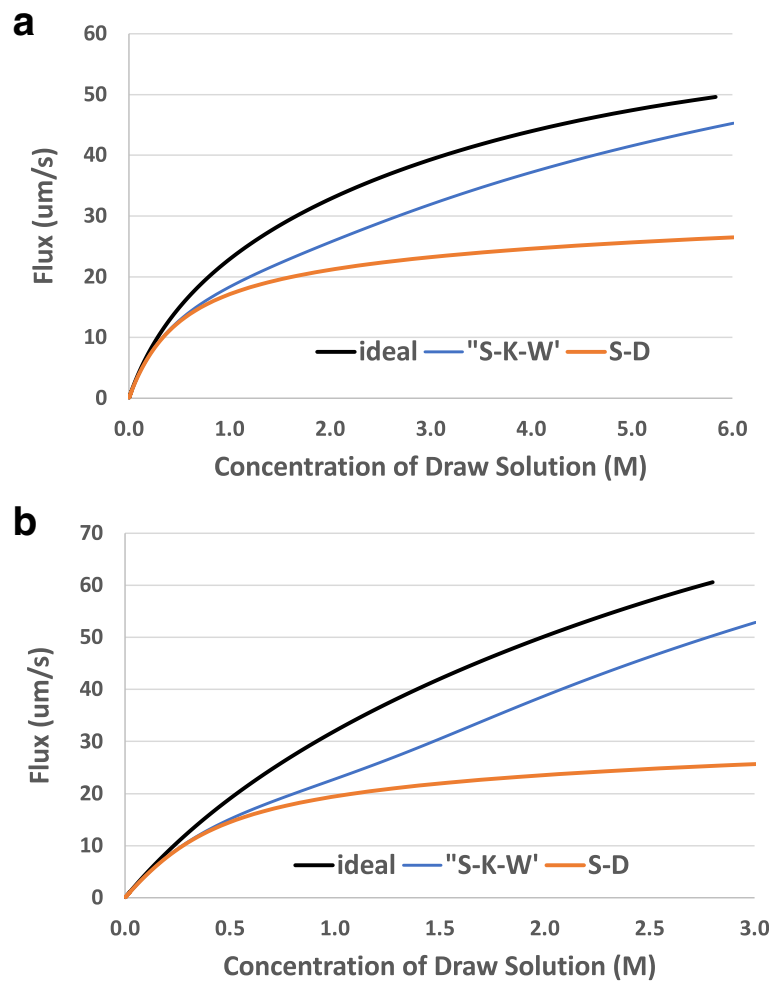 a
60
50
40
30
20
10
0
Flux (um/s)
ideal "S-K-W' S-D
0.0 1.0 2.0 3.0 4.0 5.0 6.0
Concentration of Draw Solution (M)
b
70
60
50
40
30
20
10
0
Flux (um/s)
ideal "S-K-W' S-D
0.0 0.5 1.0 1.5 2.0 2.5 3.0
Concentration of Draw Solution (M)